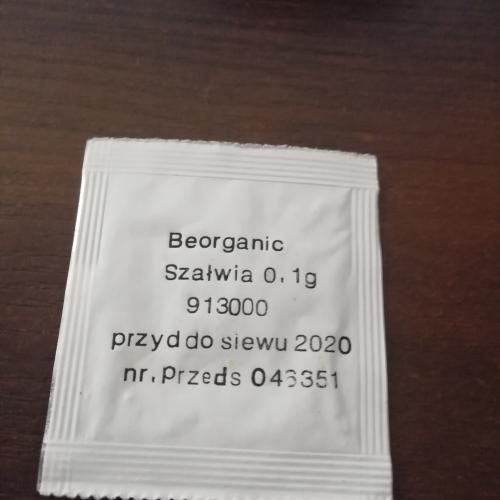 Beorganic
Szałwia 0.1g
913000
przyd do siewu 2020
nr.Przeds 046351